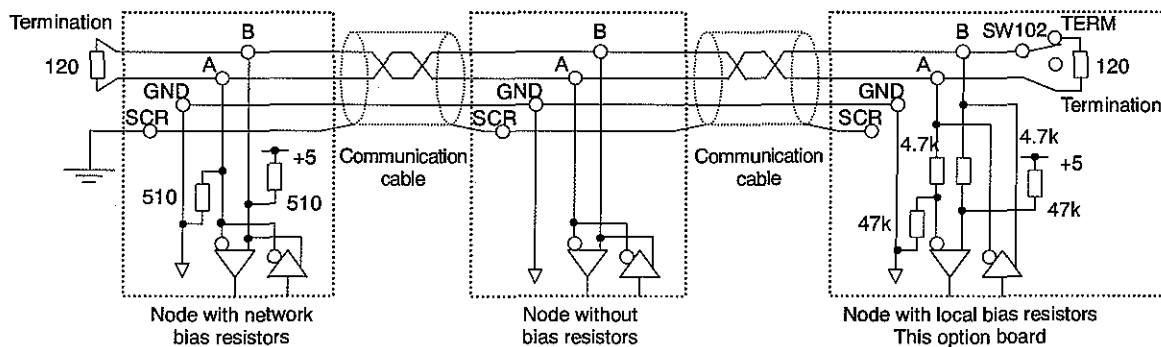 Termination
120
B
A
GND
SCR
+5
510
510
Communication
cable
Node with network
bias resistors
B
A
GND
SCR
Communication
cable
Node without
bias resistors
B
SW102
TERM
A
120
GND
Termination
SCR
4.7k
4.7k
+5
47k
47k
Node with local bias resistors
This option board